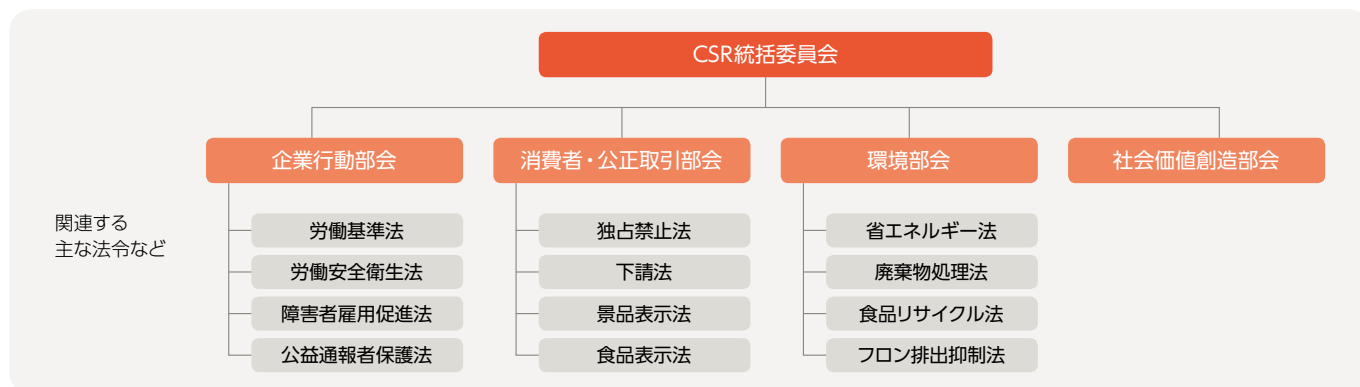 CSR統括委員会
企業行動部会
消費者・公正取引部会
環境部会
社会価値創造部会
関連する
主な法令など
労働基準法
労働安全衛生法
障害者雇用促進法
公益通報者保護法
独占禁止法
下請法
景品表示法
食品表示法
省エネルギー法
廃棄物処理法
食品リサイクル法
フロン排出抑制法